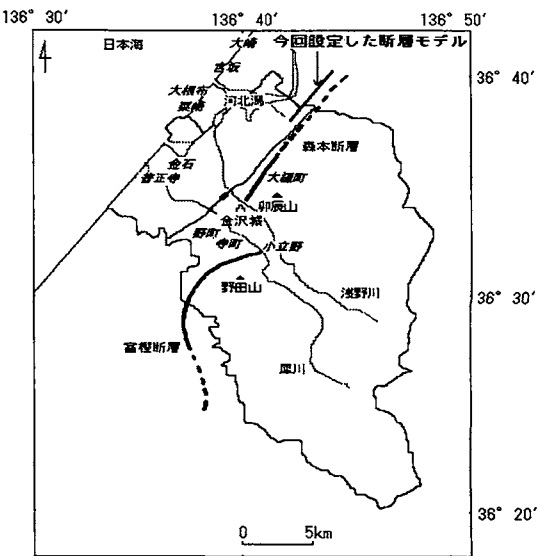 136° 30′
136° 40′
136° 50′
日本海
大崎
今回設定した断層モデル
宮坂
36° 40′
大根布
粟崎
河北潟
森本断層
金石
普正寺
大樋町
卯辰山
金沢城
野町
寺町
小立野
野田山
浅野川
36° 30′
富樫断層
犀川
36° 20′
0
5km